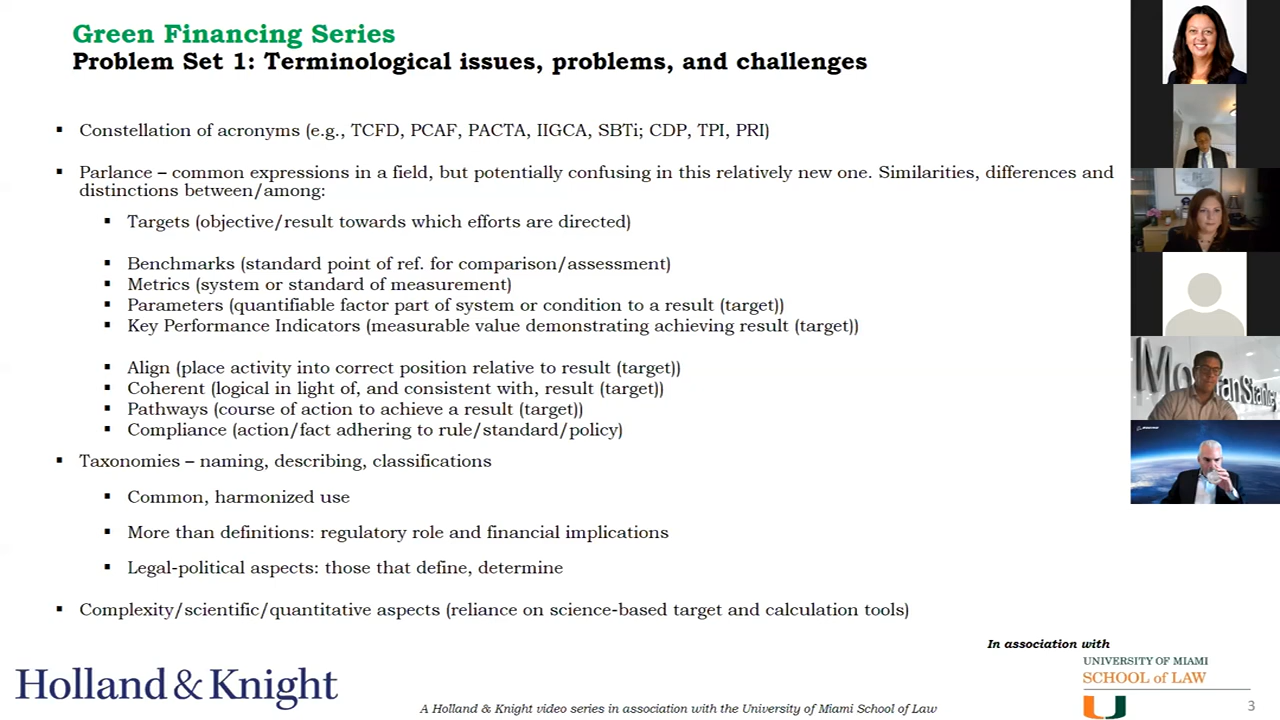 Green Financing Series
Problem Set 1: Terminological issues, problems, and challenges
▪ Constellation of acronyms (e.g., TCFD, PCAF, PACTA, IIGCA, SBTi; CDP, TPI, PRI)
▪ Parlance – common expressions in a field, but potentially confusing in this relatively new one. Similarities, differences and
distinctions between/among:
▪ Targets (objective/result towards which efforts are directed)
▪ Benchmarks (standard point of ref. for comparison/assessment)
▪ Metrics (system or standard of measurement)
▪ Parameters (quantifiable factor part of system or condition to a result (target))
▪ Key Performance Indicators (measurable value demonstrating achieving result (target))
▪ Align (place activity into correct position relative to result (target))
▪ Coherent (logical in light of, and consistent with, result (target))
▪ Pathways (course of action to achieve a result (target))
▪ Compliance (action/fact adhering to rule/standard/policy)
▪ Taxonomies – naming, describing, classifications
▪ Common, harmonized use
▪ More than definitions: regulatory role and financial implications
▪ Legal-political aspects: those that define, determine
▪ Complexity/scientific/quantitative aspects (reliance on science-based target and calculation tools)
In association with
UNIVERSITY OF MIAMI
SCHOOL of LAW
Holland & Knight
A Holland & Knight video series in association with the University of Miami School of Law
3